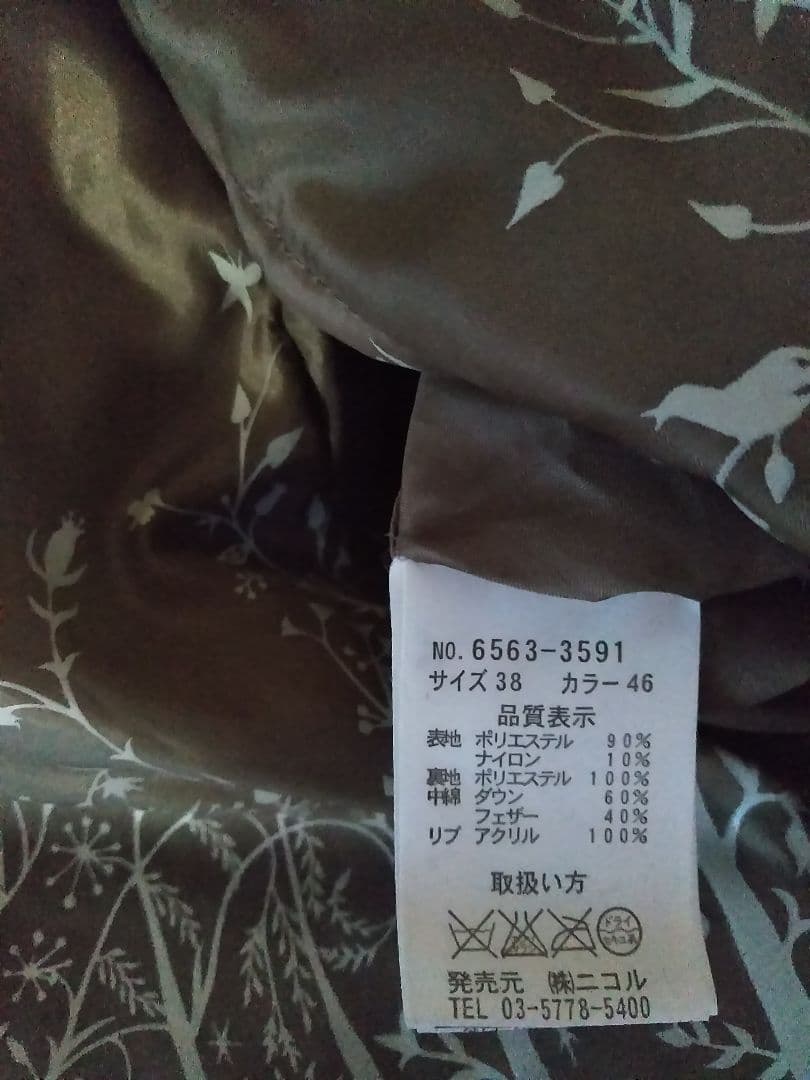 NO. 6563-3591
サイズ 38 カラー 46
品質表示
表地 ポリエステル 90%
ナイロン 10%
裏地 ポリエステル 100%
中綿 ダウン 60%
フェザー 40%
リブ アクリル 100%
取扱い方
ドライ
発売元 ㈱ニコル
TEL 03-5778-5400